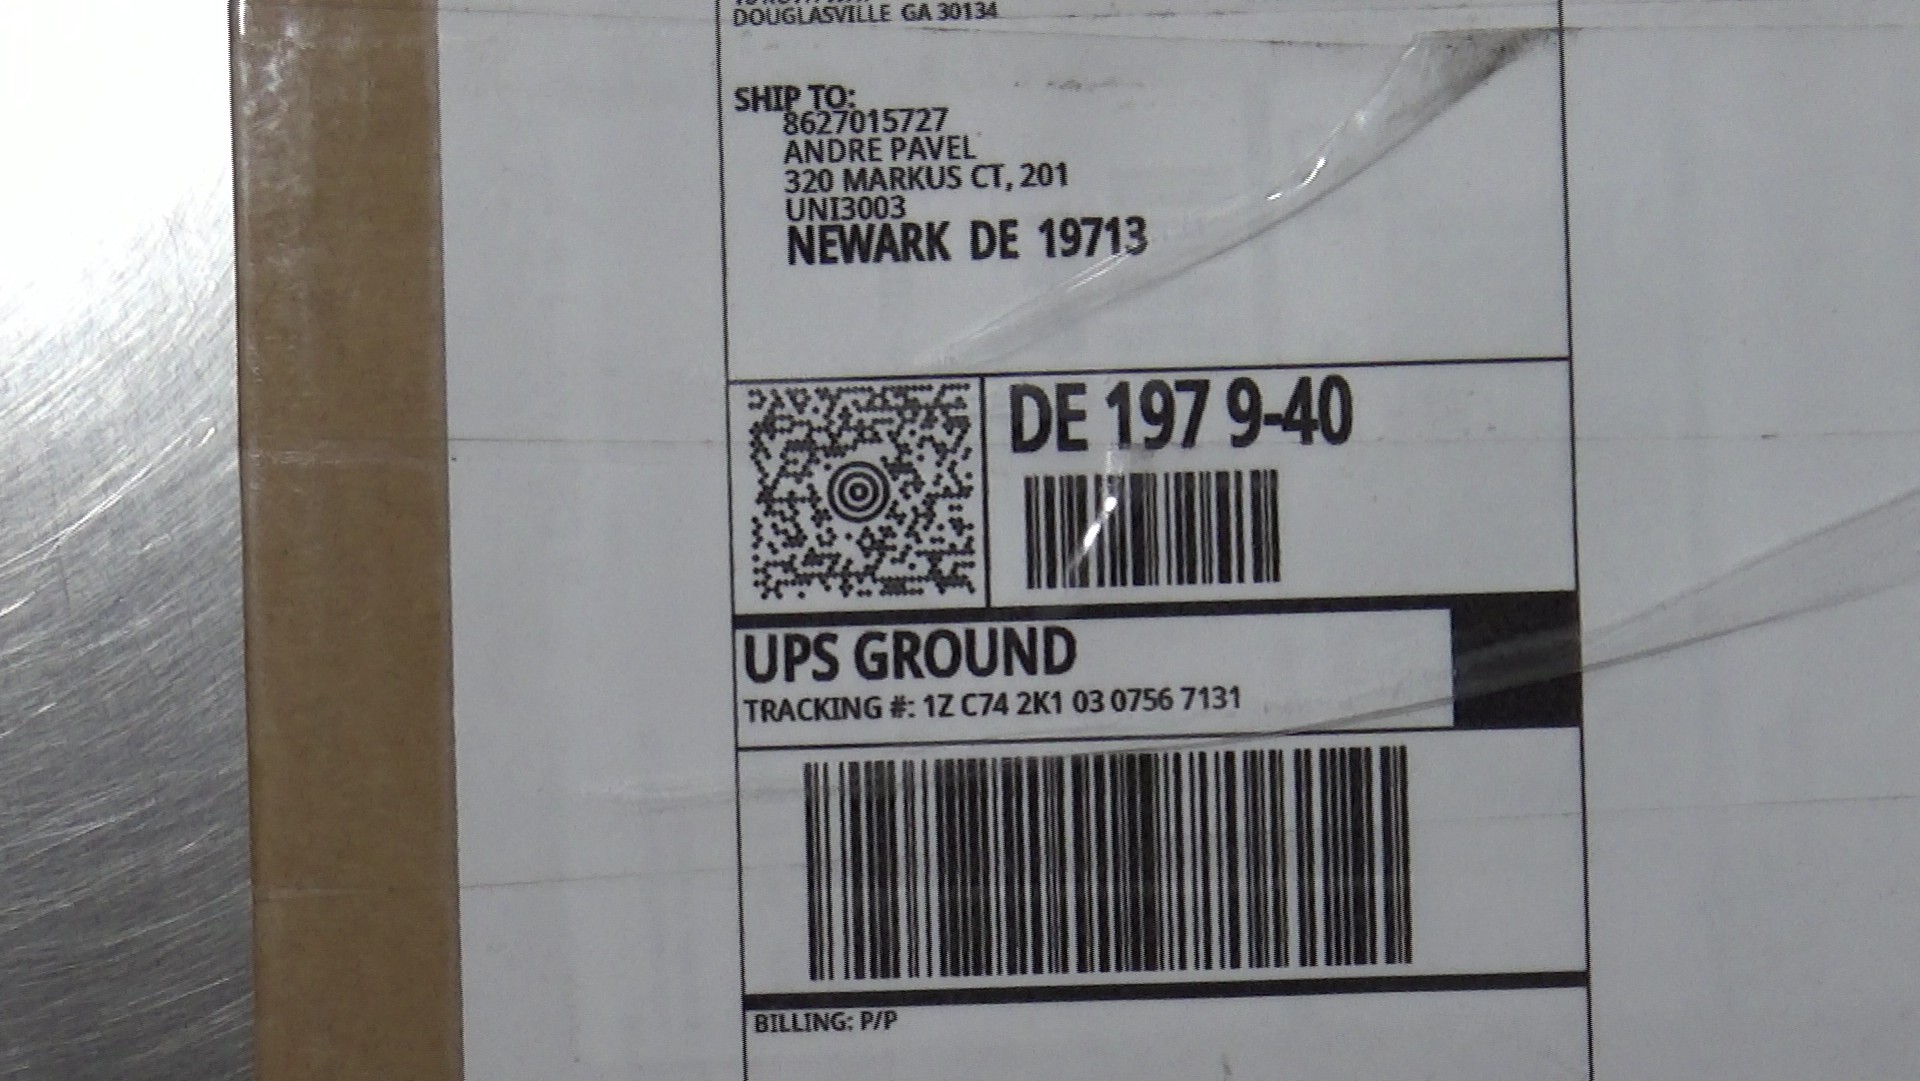 DOUGLASVILLE GA 30134
SHIP TO:
8627015727
ANDRE PAVEL
320 MARKUS CT, 201
UNI3003
NEWARK DE 19713
DE 197 9-40
UPS GROUND
TRACKING #: 1Z C74 2K1 03 0756 7131
BILLING: P/P